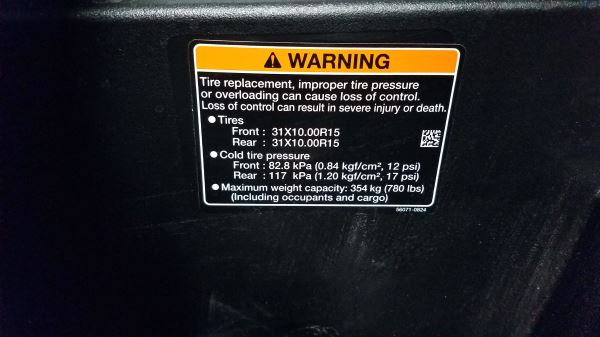 WARNING
Tire replacement, improper tire pressure
or overloading can cause loss of control.
Loss of control can result in severe injury or death.
● Tires
Front : 31X10.00R15
Rear : 31X10.00R15
● Cold tire pressure
Front : 82.8 kPa (0.84 kgf/cm², 12 psi)
Rear : 117 kPa (1.20 kgf/cm², 17 psi)
● Maximum weight capacity: 354 kg (780 lbs)
(Including occupants and cargo)
56071-0824